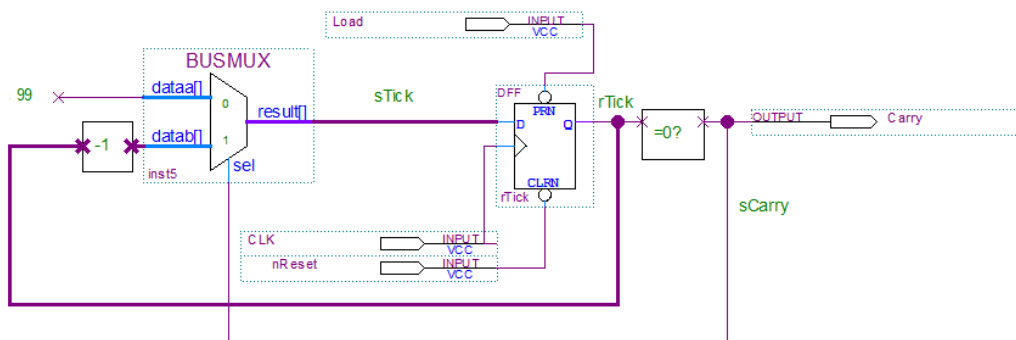 Load
INPUT
VCC
BUSMUX
99
dataa[]
0
result[]
sTick
DFF
PRN
rTick
D
Q
=0?
OUTPUT
Carry
-1
datab[]
1
sel
inst5
CLRN
rTick
sCarry
CLK
INPUT
VCC
nReset
INPUT
VCC